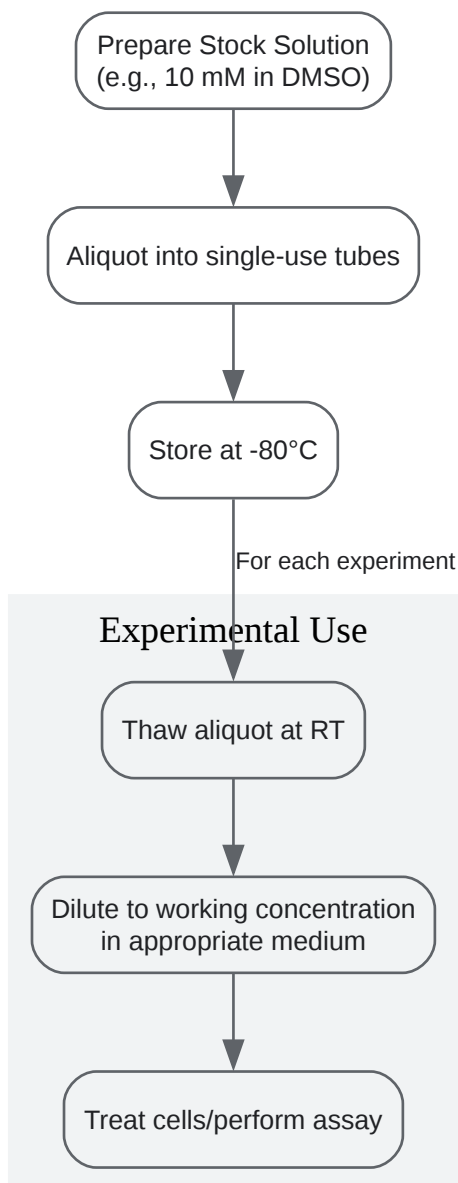 Prepare Stock Solution
(e.g., 10 mM in DMSO)
Aliquot into single-use tubes
Store at -80°C
For each experiment
Experimental Use
Thaw aliquot at RT
Dilute to working concentration
in appropriate medium
Treat cells/perform assay